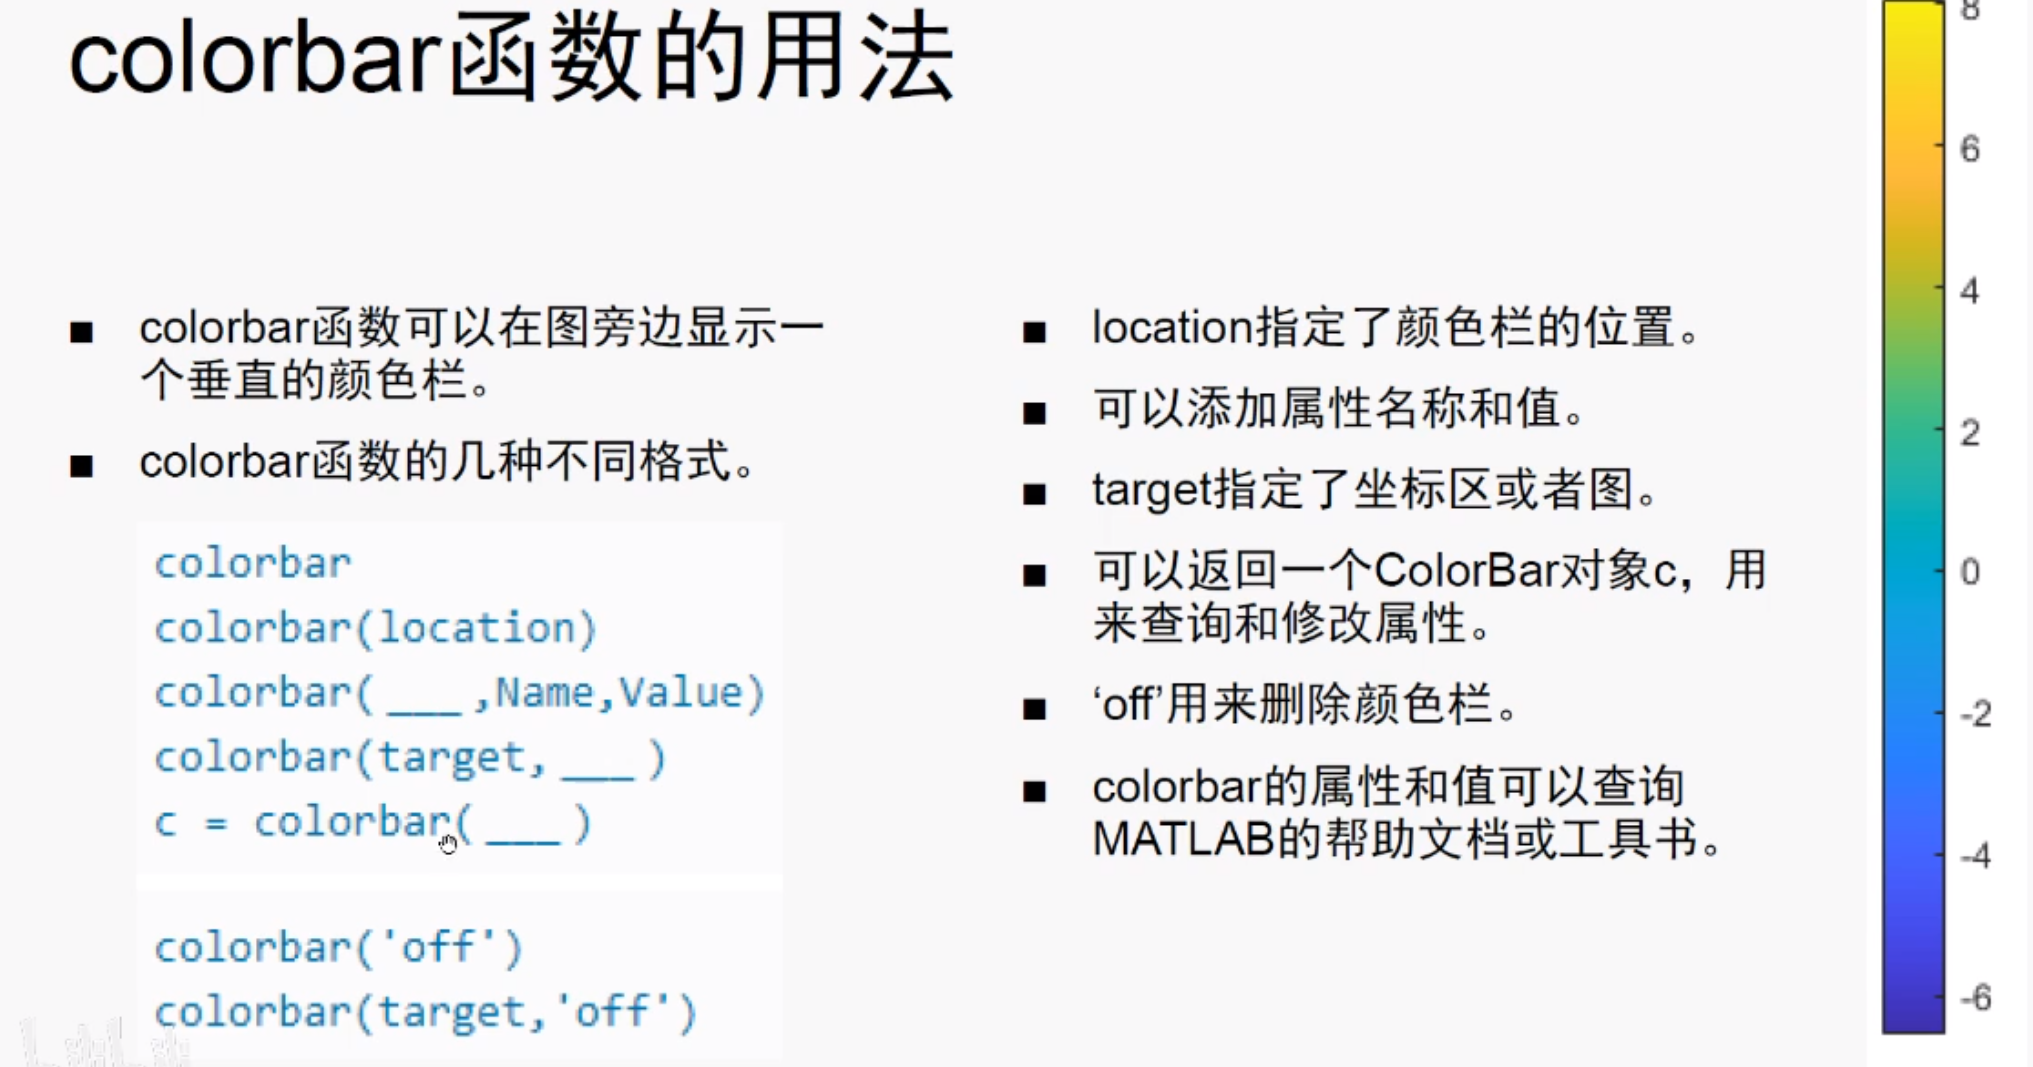 colorbar函数的用法
■ colorbar函数可以在图旁边显示一
个垂直的颜色栏。
■ colorbar函数的几种不同格式。
colorbar
colorbar(location)
colorbar(___,Name,Value)
colorbar(target,___)
c = colorbar(___)
colorbar('off')
colorbar(target,'off')
■ location指定了颜色栏的位置。
■ 可以添加属性名称和值。
■ target指定了坐标区或者图。
■ 可以返回一个ColorBar对象c，用
来查询和修改属性。
■ ‘off’用来删除颜色栏。
■ colorbar的属性和值可以查询
MATLAB的帮助文档或工具书。
8
6
4
2
0
-2
-4
-6